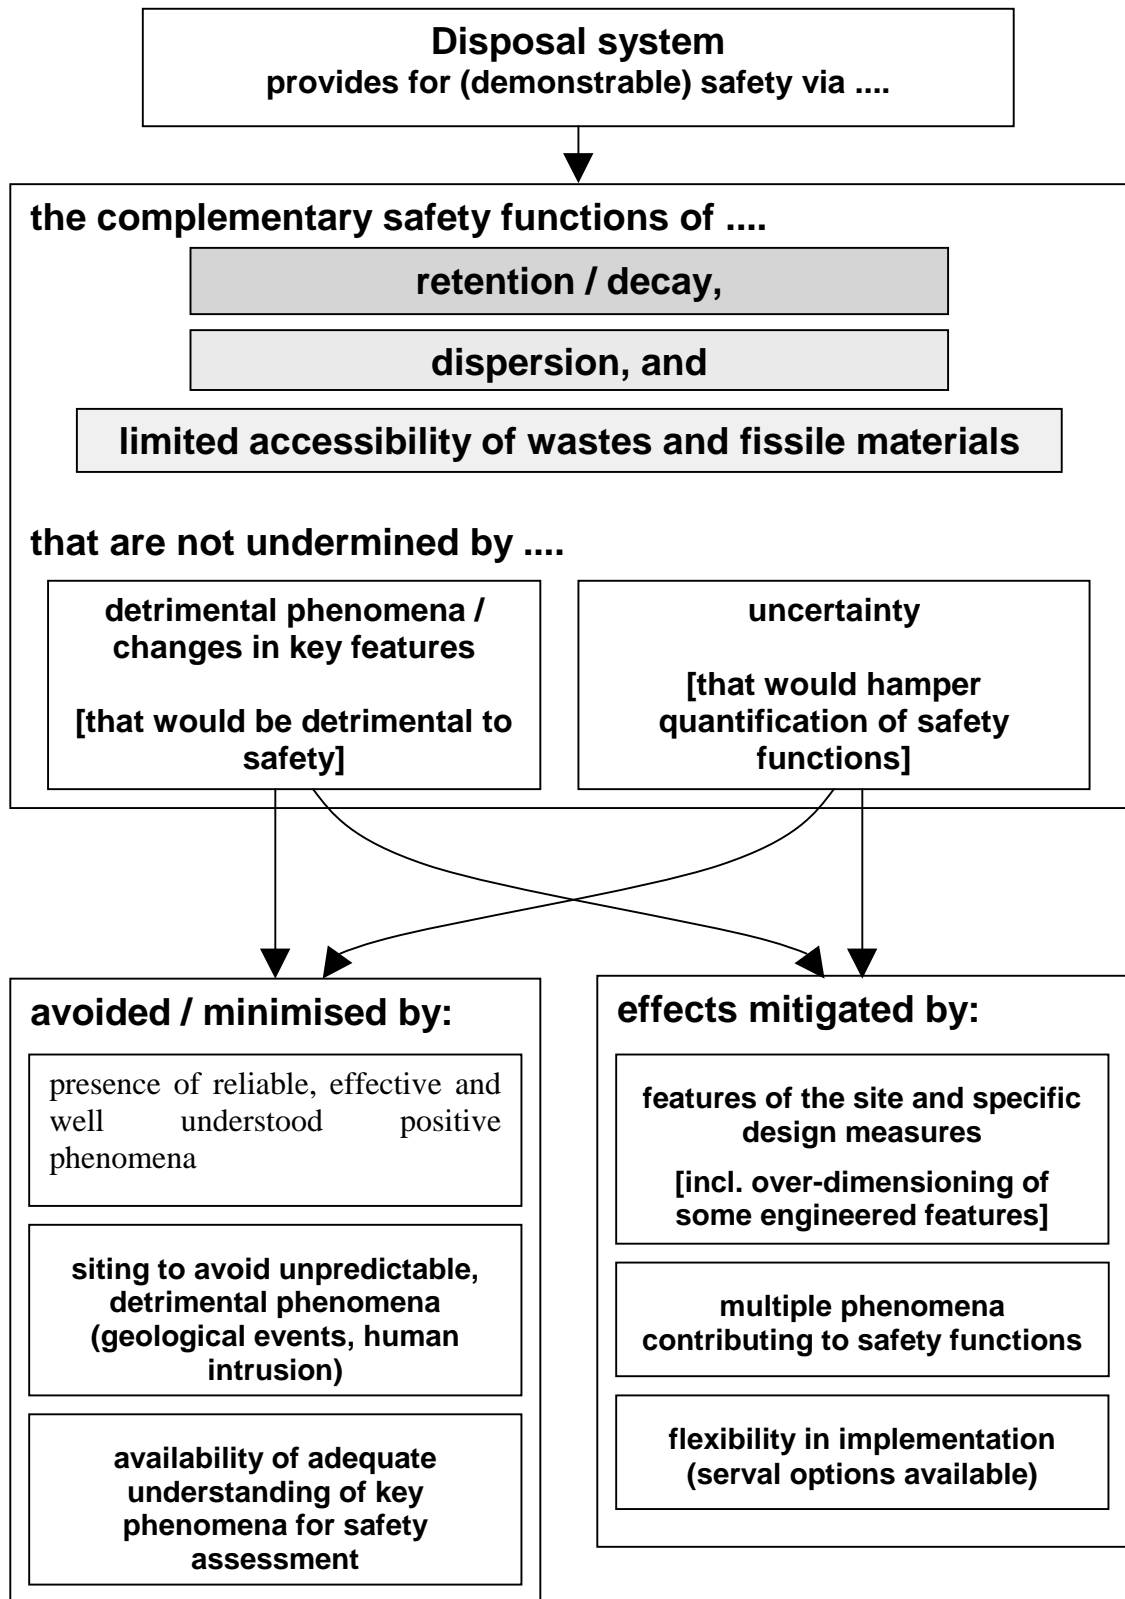 Disposal system
provides for (demonstrable) safety via ....
the complementary safety functions of ....
retention / decay,
dispersion, and
limited accessibility of wastes and fissile materials
that are not undermined by ....
detrimental phenomena /
changes in key features
[that would be detrimental to
safety]
uncertainty
[that would hamper
quantification of safety
functions]
avoided / minimised by:
presence of reliable, effective and
well understood positive
phenomena
siting to avoid unpredictable,
detrimental phenomena
(geological events, human
intrusion)
availability of adequate
understanding of key
phenomena for safety
assessment
effects mitigated by:
features of the site and specific
design measures
[incl. over-dimensioning of
some engineered features]
multiple phenomena
contributing to safety functions
flexibility in implementation
(serval options available)